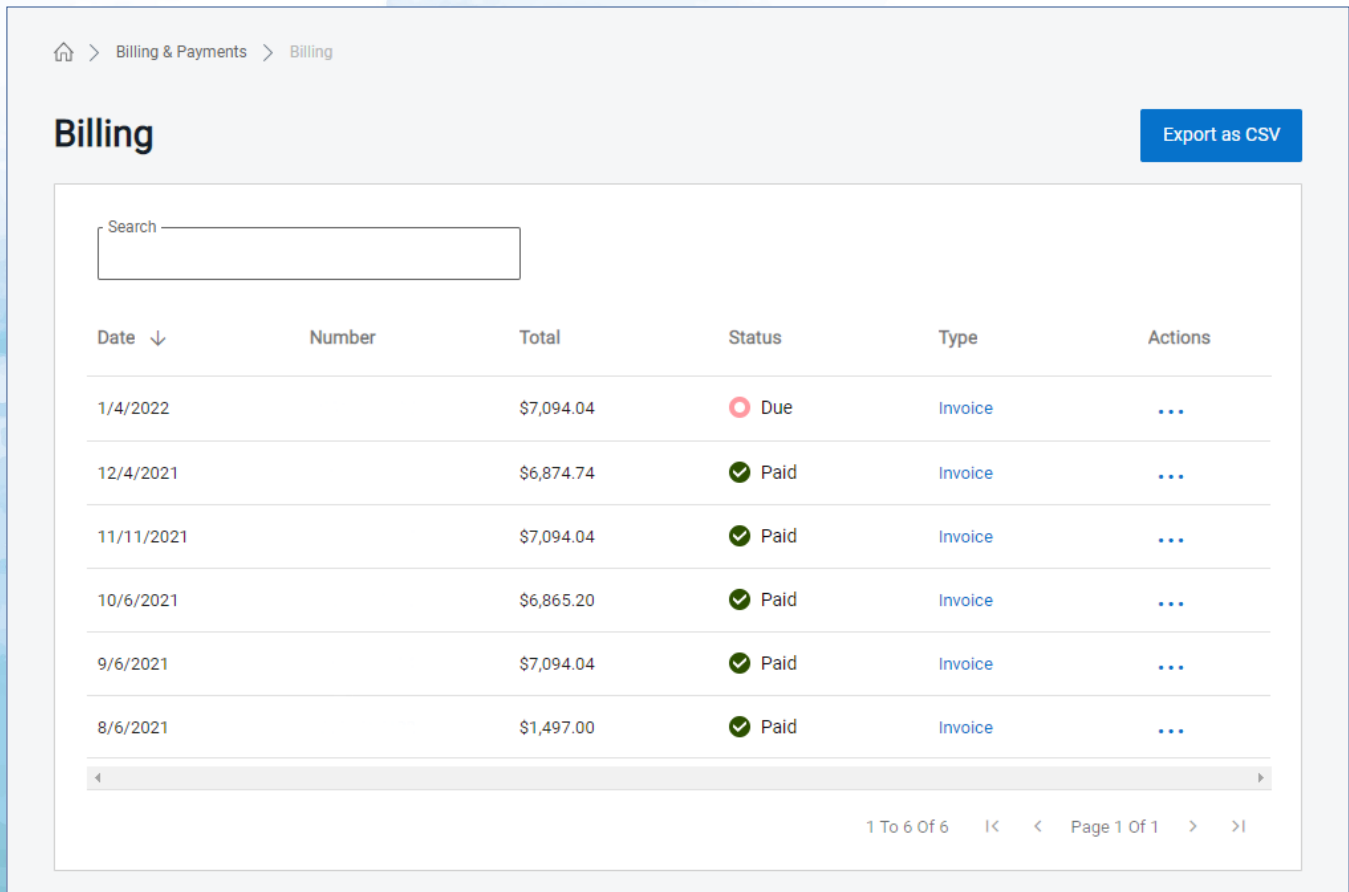 Billing & Payments Billing
Billing
Export as CSV
Search
Date Number Total Status Type Actions
1/4/2022 $7,094.04 Due Invoice ...
12/4/2021 $6,874.74 Paid Invoice ...
11/11/2021 $7,094.04 Paid Invoice ...
10/6/2021 $6,865.20 Paid Invoice ...
9/6/2021 $7,094.04 Paid Invoice ...
8/6/2021 $1,497.00 Paid Invoice ...
1 To 6 Of 6 Page 1 Of 1